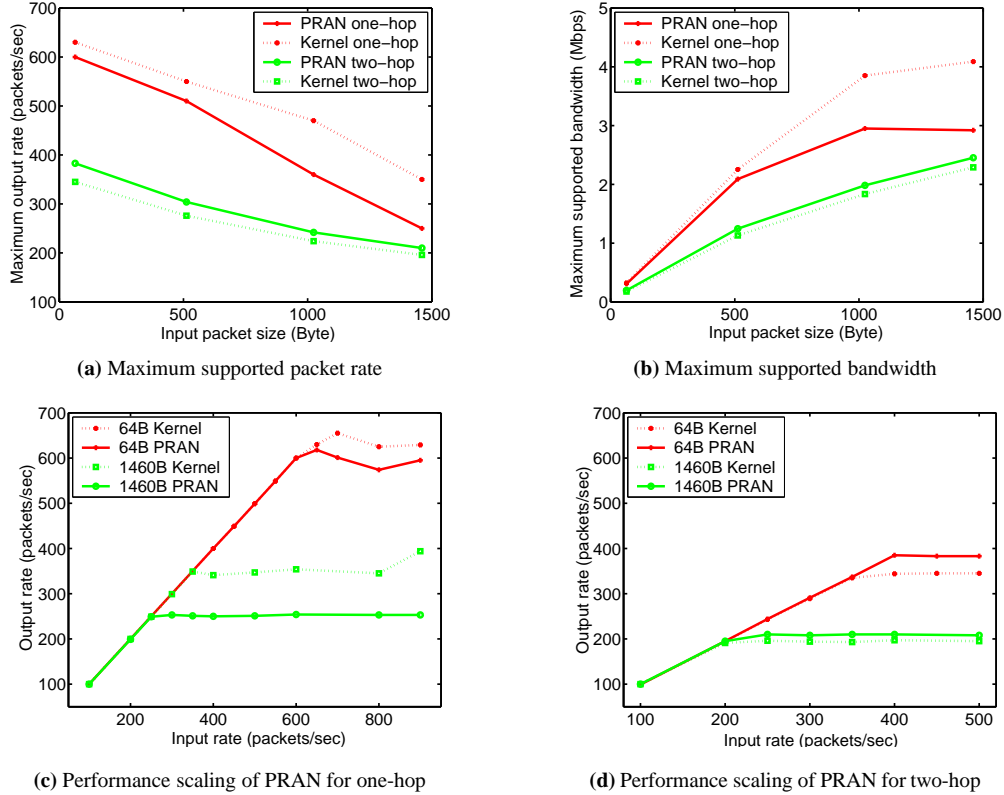 700
600
500
400
300
200
100
0
500
1000
1500
Maximum output rate (packets/sec)
Input packet size (Byte)
PRAN one−hop
Kernel one−hop
PRAN two−hop
Kernel two−hop
(a) Maximum supported packet rate
5
4
3
2
1
0
0
500
1000
1500
Maximum supported bandwidth (Mbps)
Input packet size (Byte)
PRAN one−hop
Kernel one−hop
PRAN two−hop
Kernel two−hop
(b) Maximum supported bandwidth
700
600
500
400
300
200
100
200
400
600
800
Output rate (packets/sec)
Input rate (packets/sec)
64B Kernel
64B PRAN
1460B Kernel
1460B PRAN
(c) Performance scaling of PRAN for one-hop
700
600
500
400
300
200
100
100
200
300
400
500
Output rate (packets/sec)
Input rate (packets/sec)
64B Kernel
64B PRAN
1460B Kernel
1460B PRAN
(d) Performance scaling of PRAN for two-hop